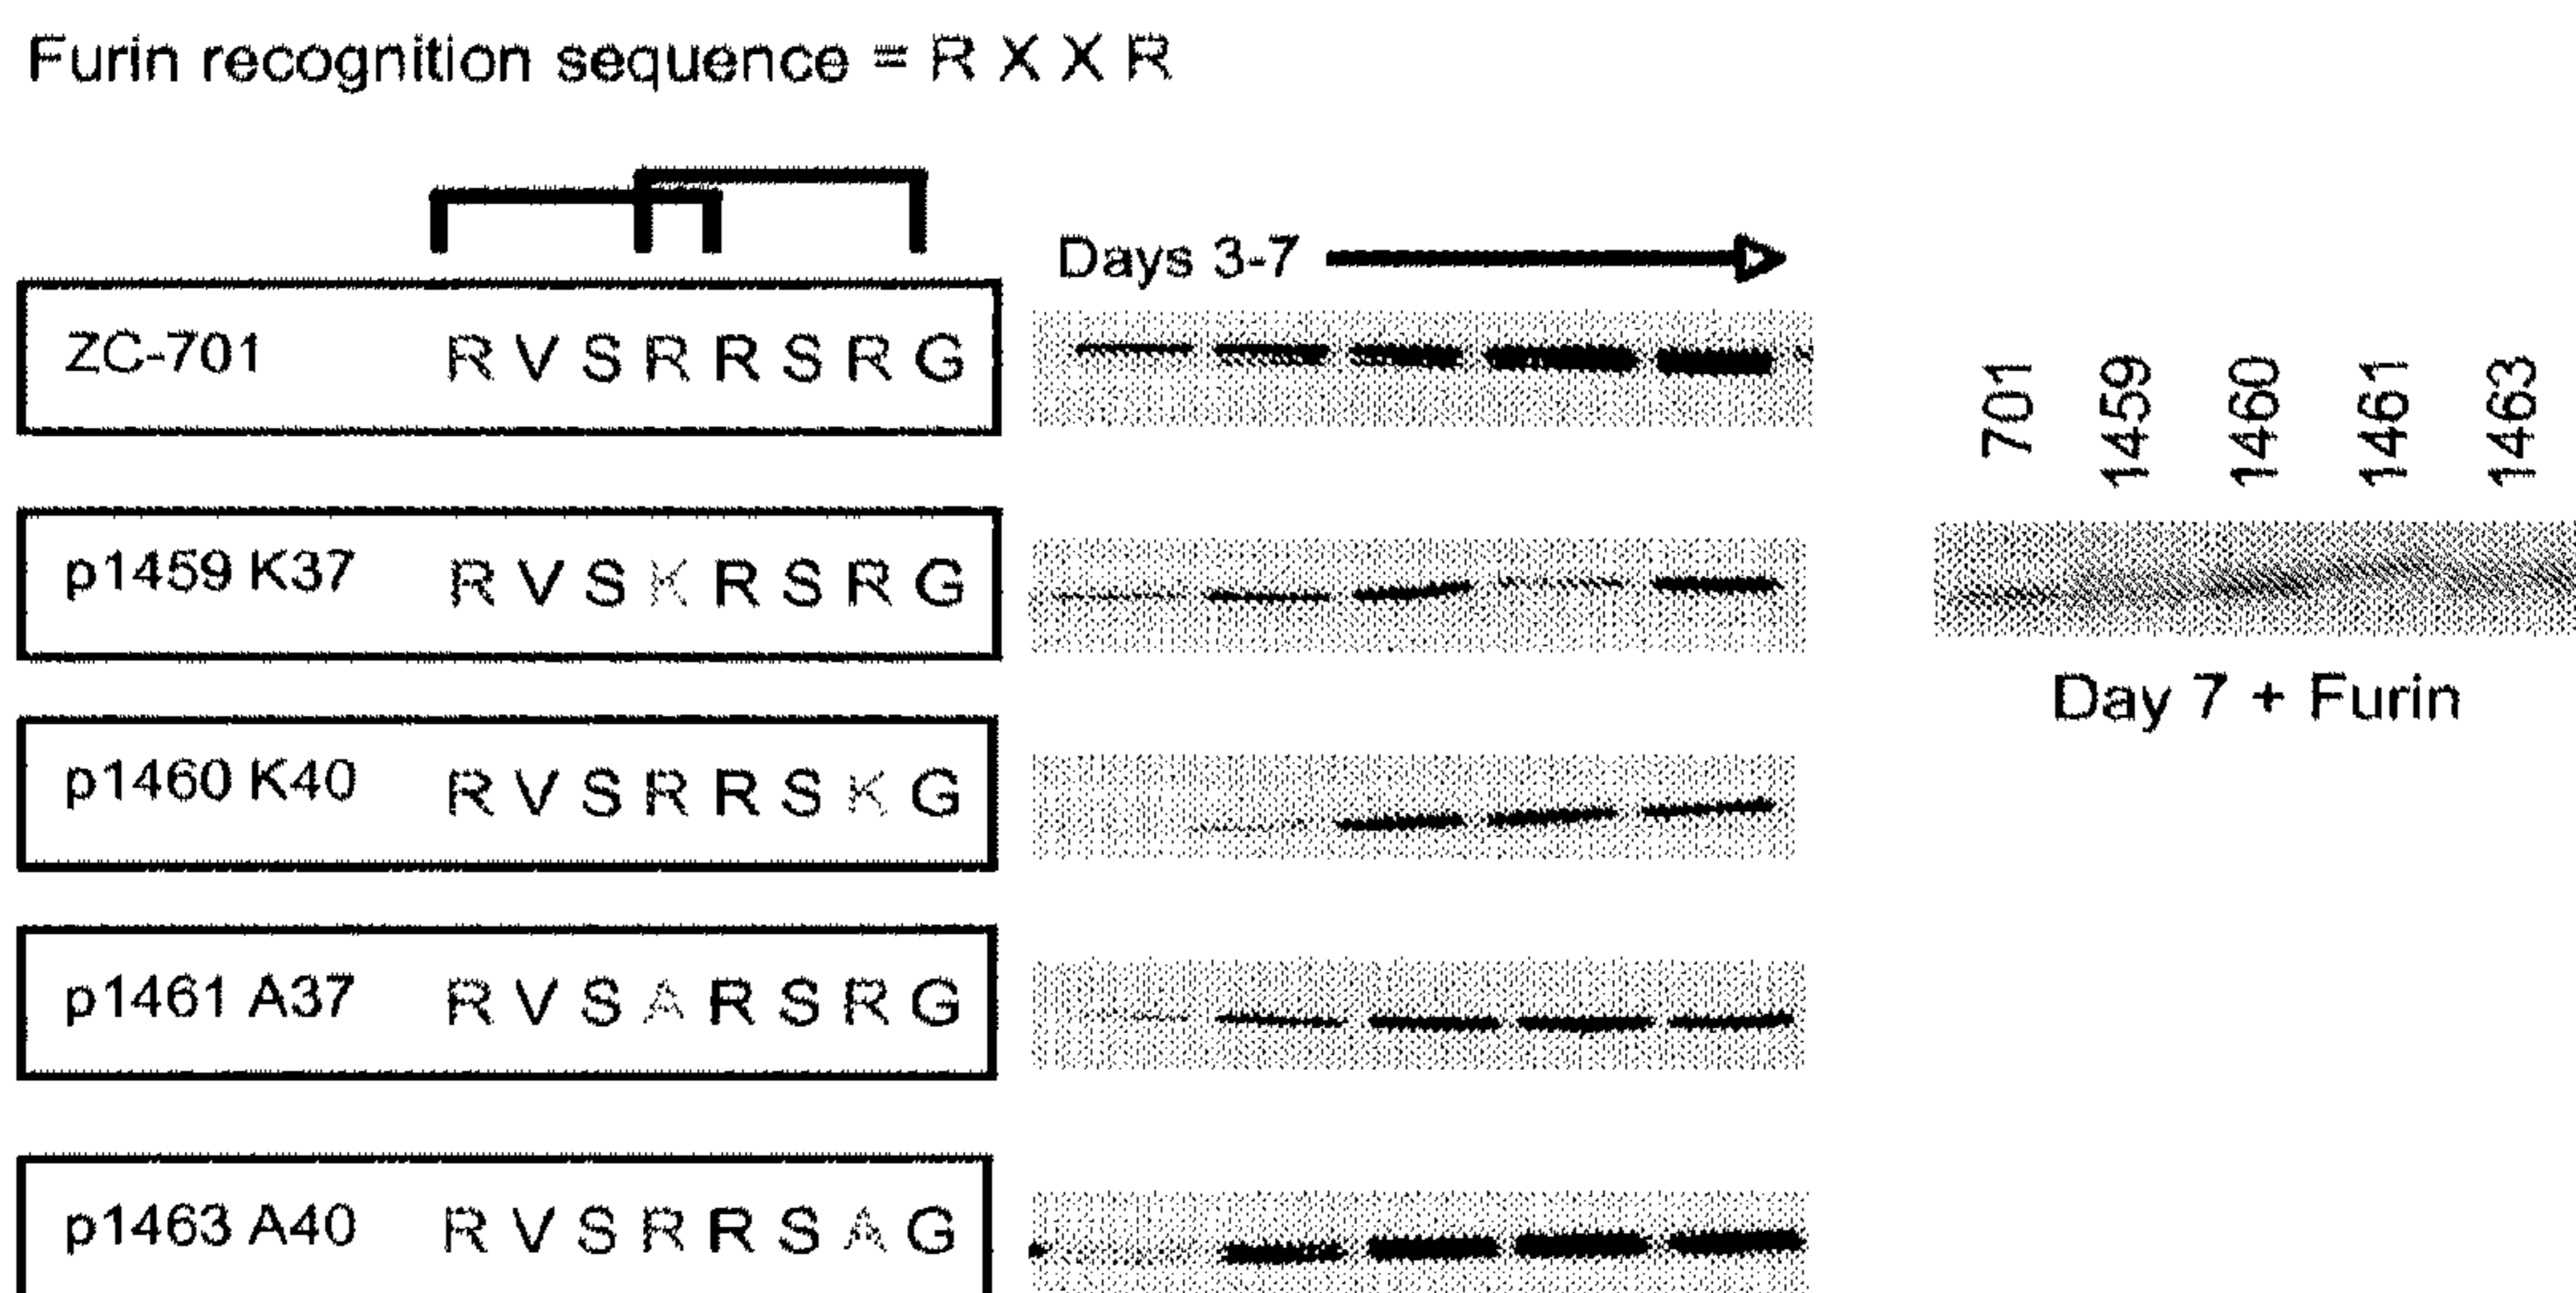 Furin recognition sequence = R X X R
Days 3-7
ZC-701 R V S R R S R G
p1459 K37 R V S K R S R G
p1460 K40 R V S R R S K G
p1461 A37 R V S A R S R G
p1463 A40 R V S R R S A G
701
1459
1460
1461
1463
Day 7 + Furin